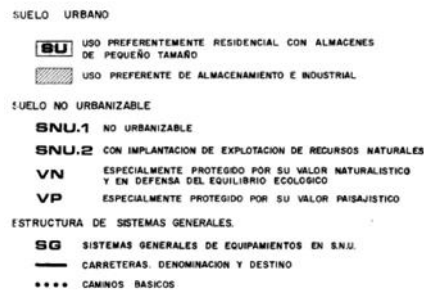 SUELO URBANO
SU USO PREFERENTEMENTE RESIDENCIAL CON ALMACENES
DE PEQUEÑO TAMAÑO
USO PREFERENTE DE ALMACENAMIENTO E INDUSTRIAL
SUELO NO URBANIZABLE
SNU.1 NO URBANIZABLE
SNU.2 CON IMPLANTACION DE EXPLOTACION DE RECURSOS NATURALES
VN ESPECIALMENTE PROTEGIDO POR SU VALOR NATURALISTICO
Y EN DEFENSA DEL EQUILIBRIO ECOLOGICO
VP ESPECIALMENTE PROTEGIDO POR SU VALOR PAISAJISTICO
ESTRUCTURA DE SISTEMAS GENERALES.
SG SISTEMAS GENERALES DE EQUIPAMIENTOS EN S.N.U.
CARRETERAS. DENOMINACION Y DESTINO
CAMINOS BASICOS